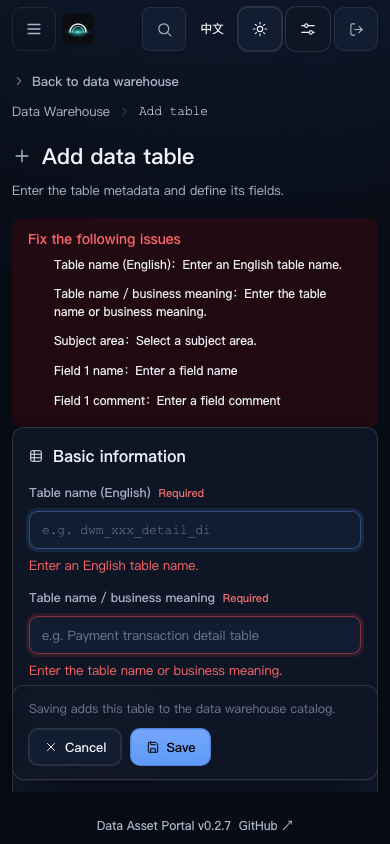 中文
Back to data warehouse
Data Warehouse
Add table
Add data table
Enter the table metadata and define its fields.
Fix the following issues
Table name (English)： Enter an English table name.
Table name / business meaning： Enter the table
name or business meaning.
Subject area： Select a subject area.
Field 1 name： Enter a field name
Field 1 comment： Enter a field comment
Basic information
Table name (English) Required
e.g. dwm_xxx_detail_di
Enter an English table name.
Table name / business meaning Required
e.g. Payment transaction detail table
Enter the table name or business meaning.
Saving adds this table to the data warehouse catalog.
Cancel
Save
Data Asset Portal v0.2.7 GitHub ↗